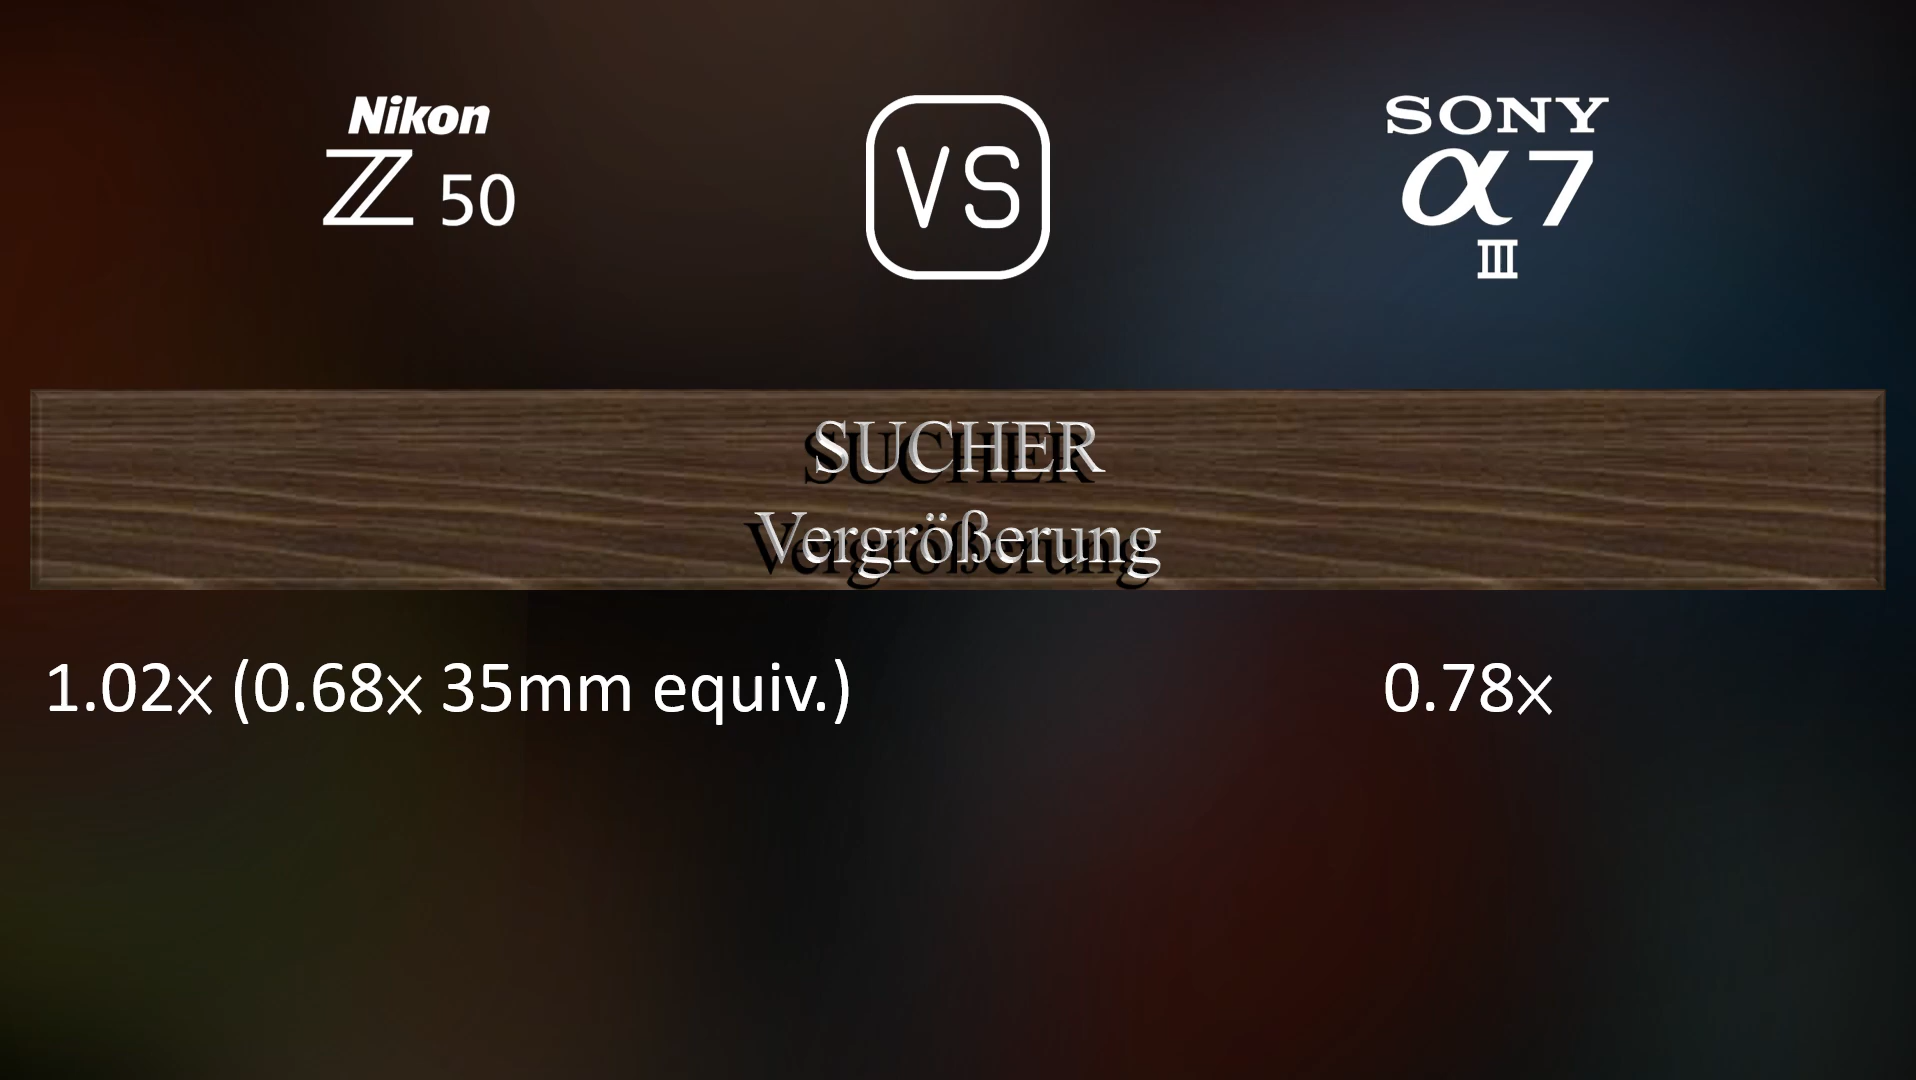 Nikon
Z 50
VS
SONY
α7
III
SUCHER
Vergrößerung
1.02x (0.68x 35mm equiv.)
0.78x